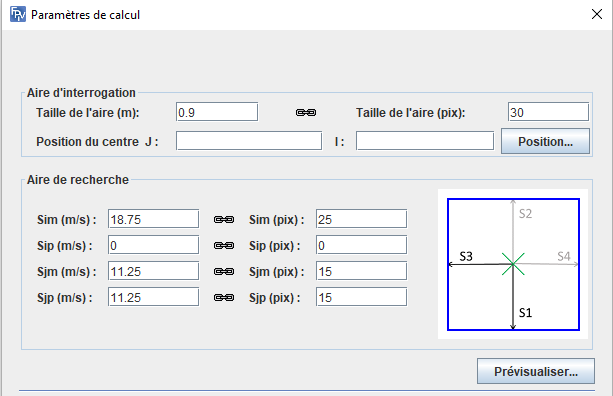 FPIV Paramètres de calcul
Aire d'interrogation
Taille de l'aire (m): 0.9 Taille de l'aire (pix): 30
Position du centre J : I : Position...
Aire de recherche
Sim (m/s) : 18.75 Sim (pix) : 25
Sip (m/s) : 0 Sip (pix) : 0
Sjm (m/s) : 11.25 Sjm (pix) : 15
Sjp (m/s) : 11.25 Sjp (pix) : 15
S2
S3 S4
S1
Prévisualiser...